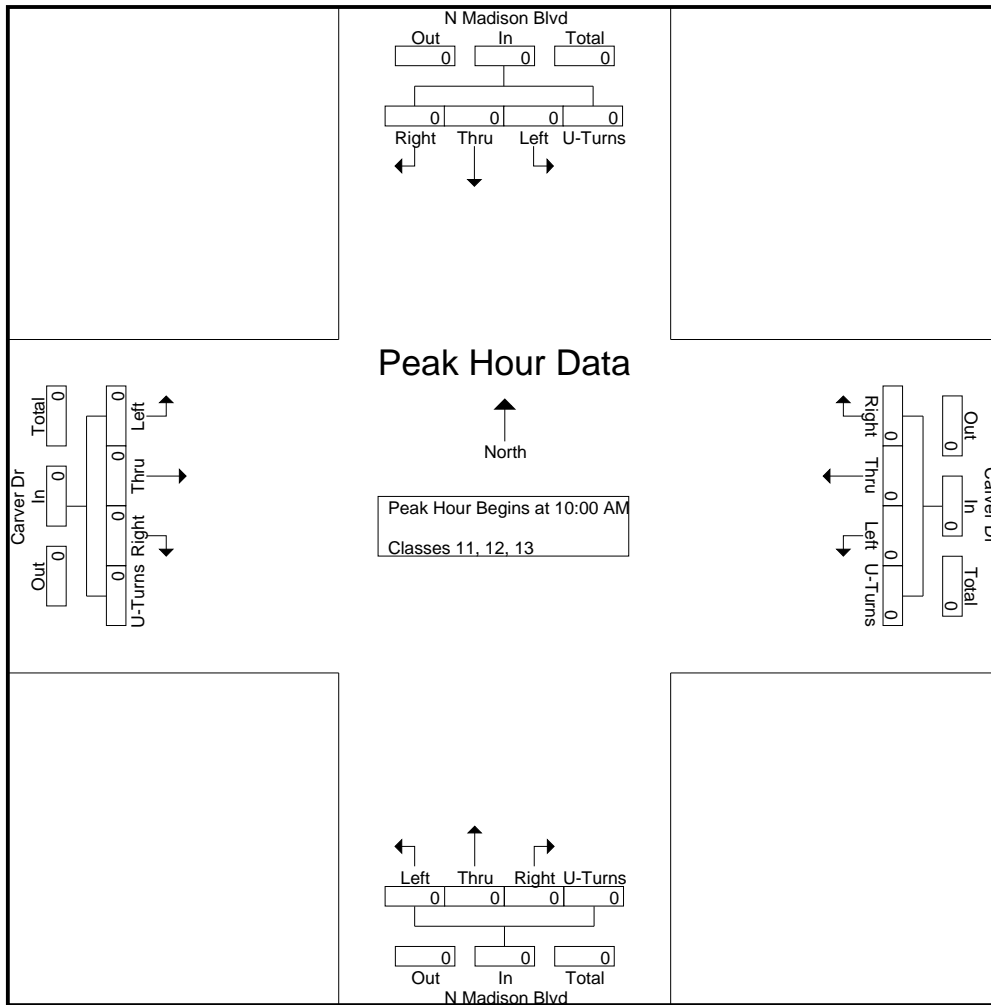 N Madison Blvd
Out In Total
0 0 0
0 0 0 0
Right Thru Left U-Turns
Peak Hour Data
North
Peak Hour Begins at 10:00 AM
Classes 11, 12, 13
Carver Dr
Out In Total
0 0 0
0 0 0 0
U-Turns Right Thru Left
Carver Dr
Out In Total
0 0 0
0 0 0 0
Right Thru Left U-Turns
Left Thru Right U-Turns
0 0 0 0
0 0 0
Out In Total
N Madison Blvd